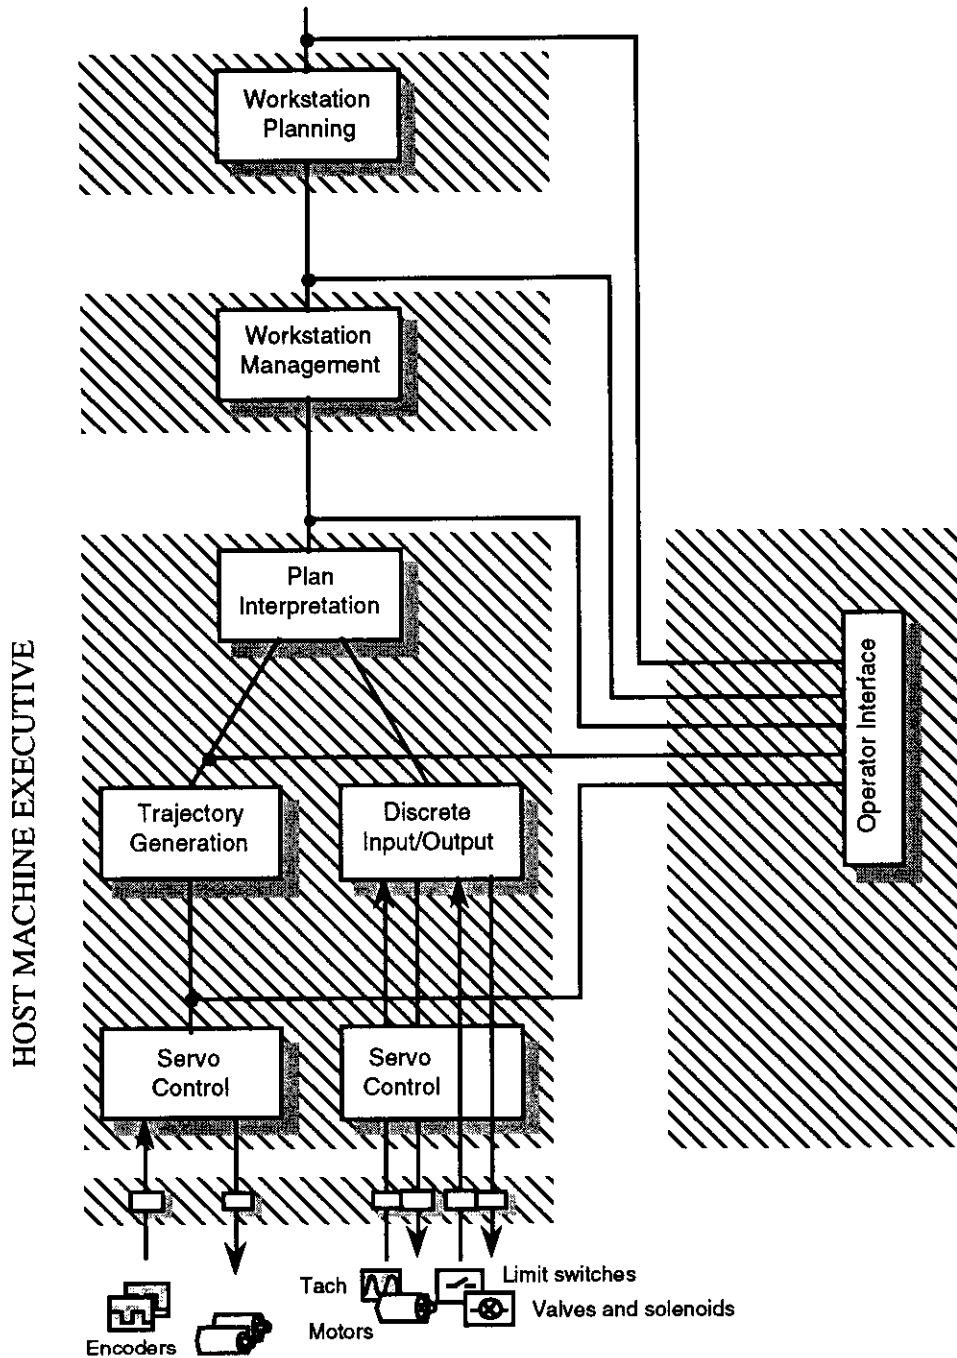 Workstation
Planning
Workstation
Management
Plan
Interpretation
HOST MACHINE EXECUTIVE
Operator Interface
Trajectory
Generation
Discrete
Input/Output
Servo
Control
Servo
Control
Tach
Limit switches
Valves and solenoids
Motors
Encoders